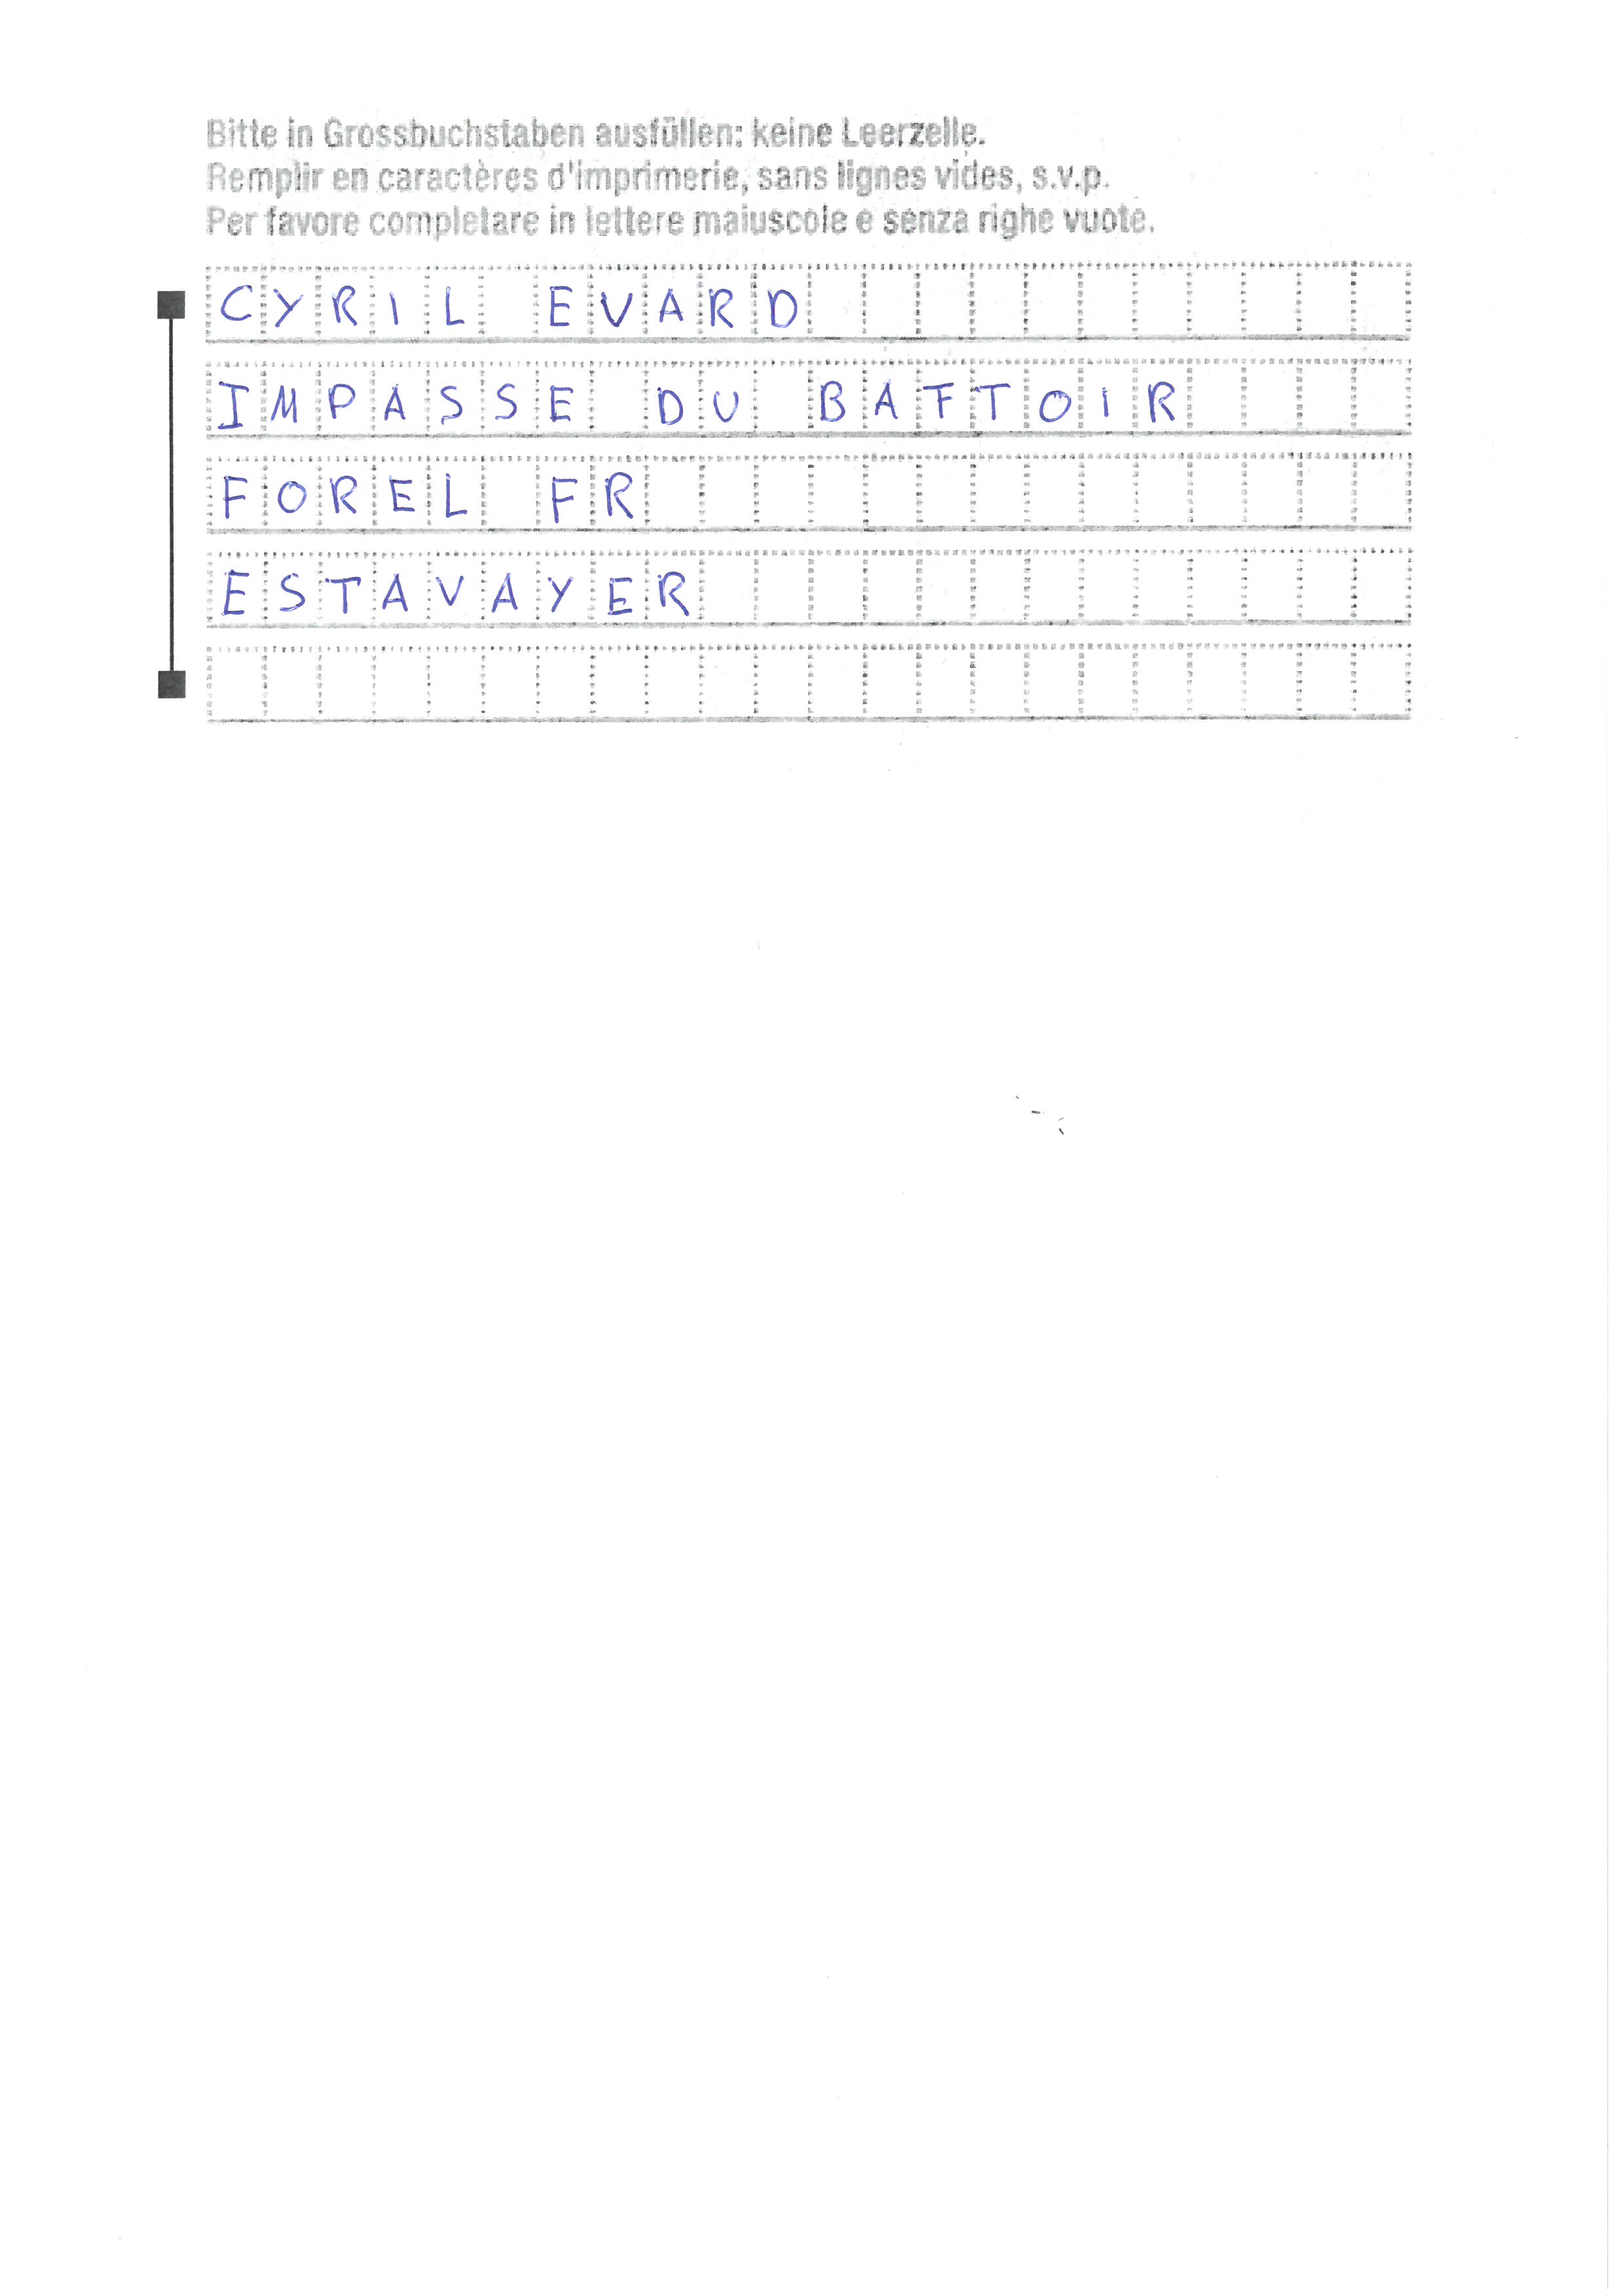 Bitte in Grossbuchstaben ausfüllen: keine Leerzelle.
Remplir en caractères d'imprimerie, sans lignes vides, s.v.p.
Per favore completare in lettere maiuscole e senza righe vuote.
CYRIL EVARD
IMPASSE DU BATTOIR
FOREL FR
ESTAVAYER